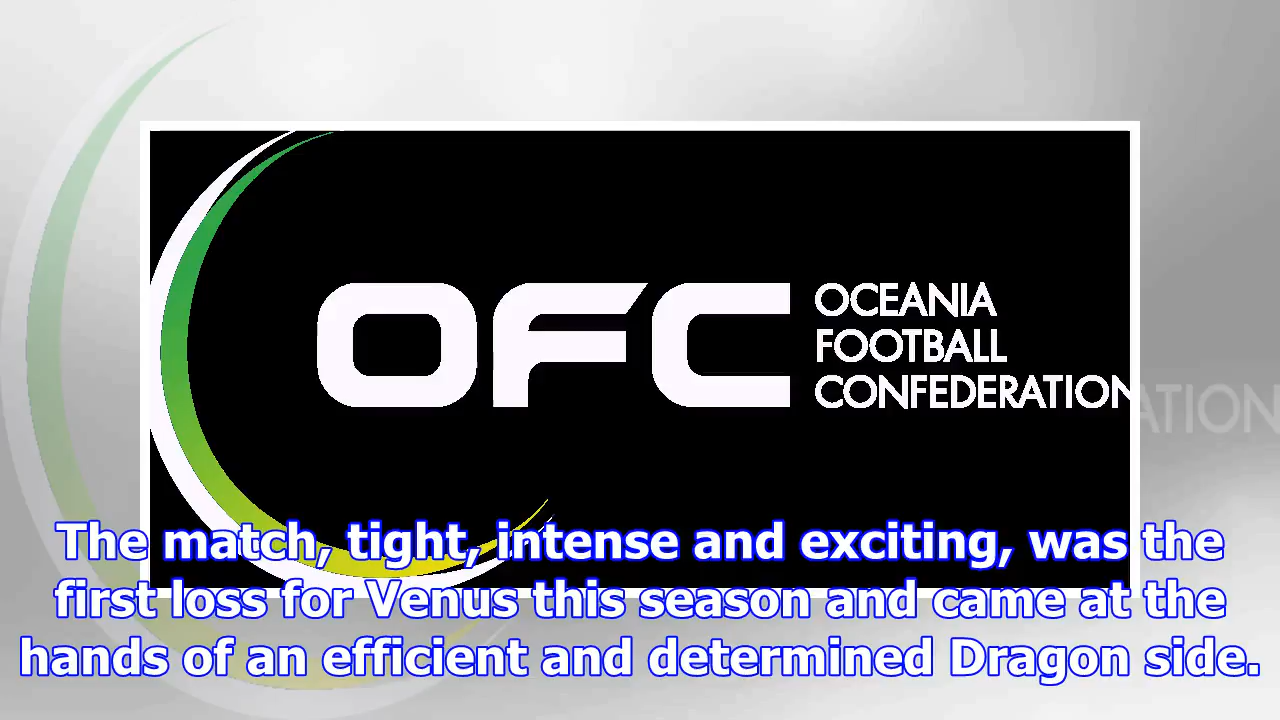 OFC
OCEANIA
FOOTBALL
CONFEDERATION
ATION
The match, tight, intense and exciting, was the
first loss for Venus this season and came at the
hands of an efficient and determined Dragon side.